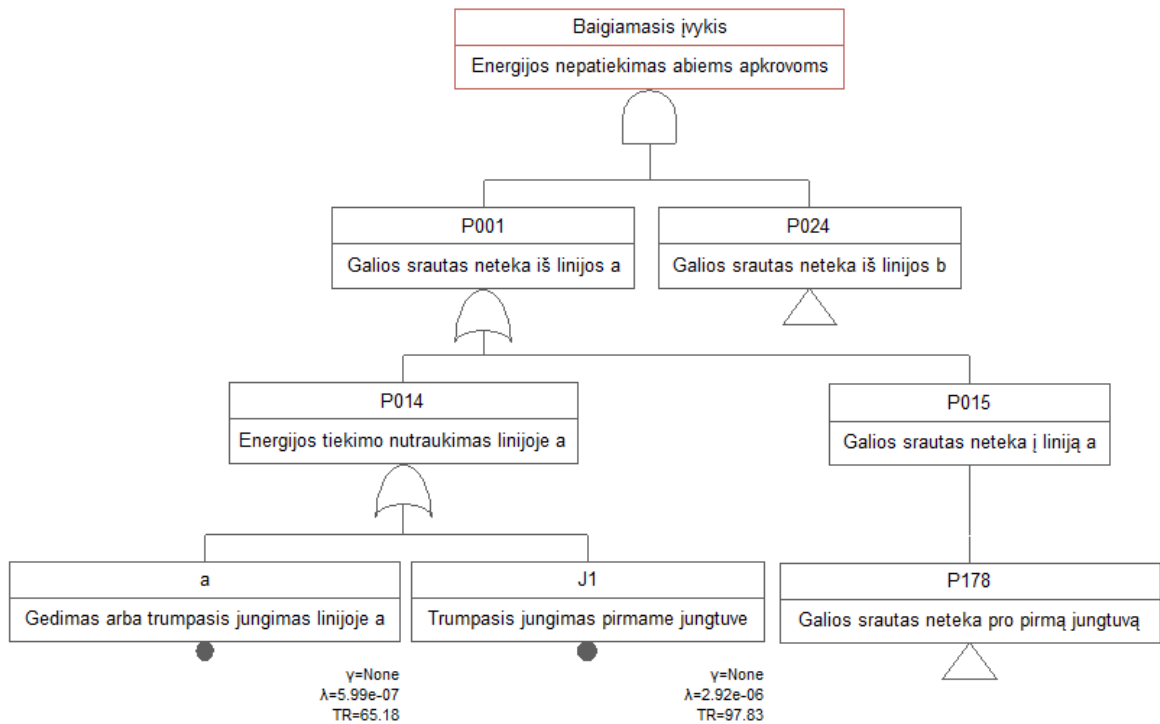 Baigiamasis įvykis
Energijos nepatiekimas abiems apkrovoms
P001
Galios srautas neteka iš linijos a
P024
Galios srautas neteka iš linijos b
P014
Energijos tiekimo nutraukimas linijoje a
P015
Galios srautas neteka į liniją a
a
Gedimas arba trumpasis jungimas linijoje a
γ=None
λ=5.99e-07
TR=65.18
J1
Trumpasis jungimas pirmame jungtuve
γ=None
λ=2.92e-06
TR=97.83
P178
Galios srautas neteka pro pirmą jungtuvą